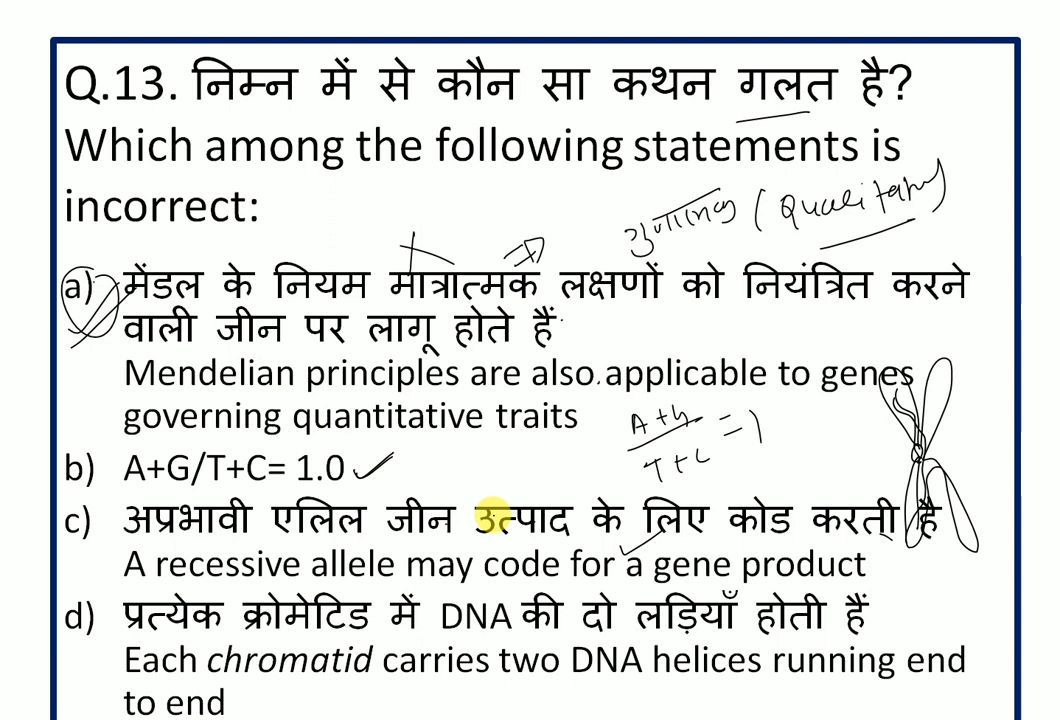 Q.13. निम्न में से कौन सा कथन गलत है?
Which among the following statements is
incorrect:
गुणात्मक (Qualitative)
a) मेंडल के नियम मात्रात्मक लक्षणों को नियंत्रित करने
वाली जीन पर लागू होते हैं
Mendelian principles are also applicable to genes
governing quantitative traits
A+G
T+C
=1
b) A+G/T+C= 1.0
c) अप्रभावी एलिल जीन उत्पाद के लिए कोड करती है
A recessive allele may code for a gene product
d) प्रत्येक क्रोमेटिड में DNA की दो लड़ियाँ होती हैं
Each chromatid carries two DNA helices running end
to end